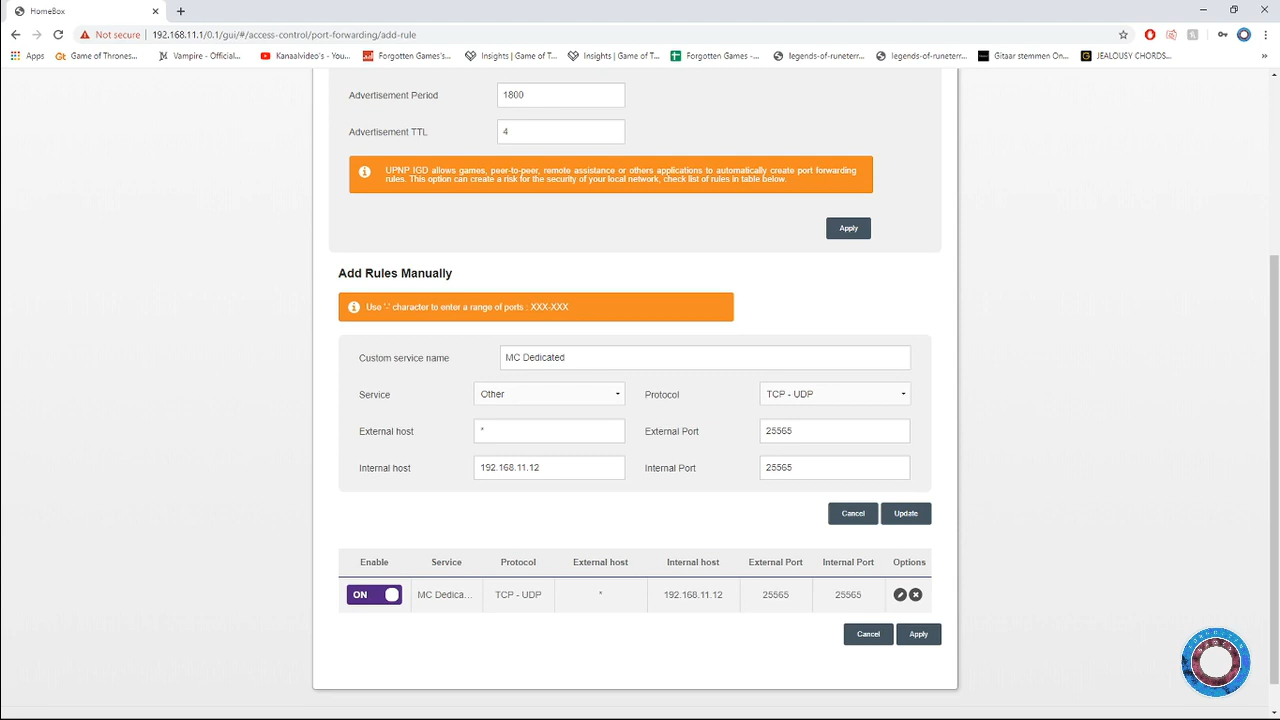 HomeBox
Not secure 192.168.11.1/0.1/gui/#/access-control/port-forwarding/add-rule
Apps Game of Thrones... Vampire - Official... Kanaalvideo's - You... Forgotten Games'... Insights | Game of T... Insights | Game of T... Forgotten Games -... legends-of-runeterr... legends-of-runeterr... Gitaar stemmen On... JEALOUSY CHORDS...
Advertisement Period 1800
Advertisement TTL 4
UPNP IGD allows games, peer-to-peer, remote assistance or others applications to automatically create port forwarding
rules. This option can create a risk for the security of your local network, check list of rules in table below.
Apply
Add Rules Manually
Use '-' character to enter a range of ports : XXX-XXX
Custom service name MC Dedicated
Service Other Protocol TCP - UDP
External host * External Port 25565
Internal host 192.168.11.12 Internal Port 25565
Cancel Update
Enable Service Protocol External host Internal host External Port Internal Port Options
ON MC Dedica... TCP - UDP * 192.168.11.12 25565 25565
Cancel Apply